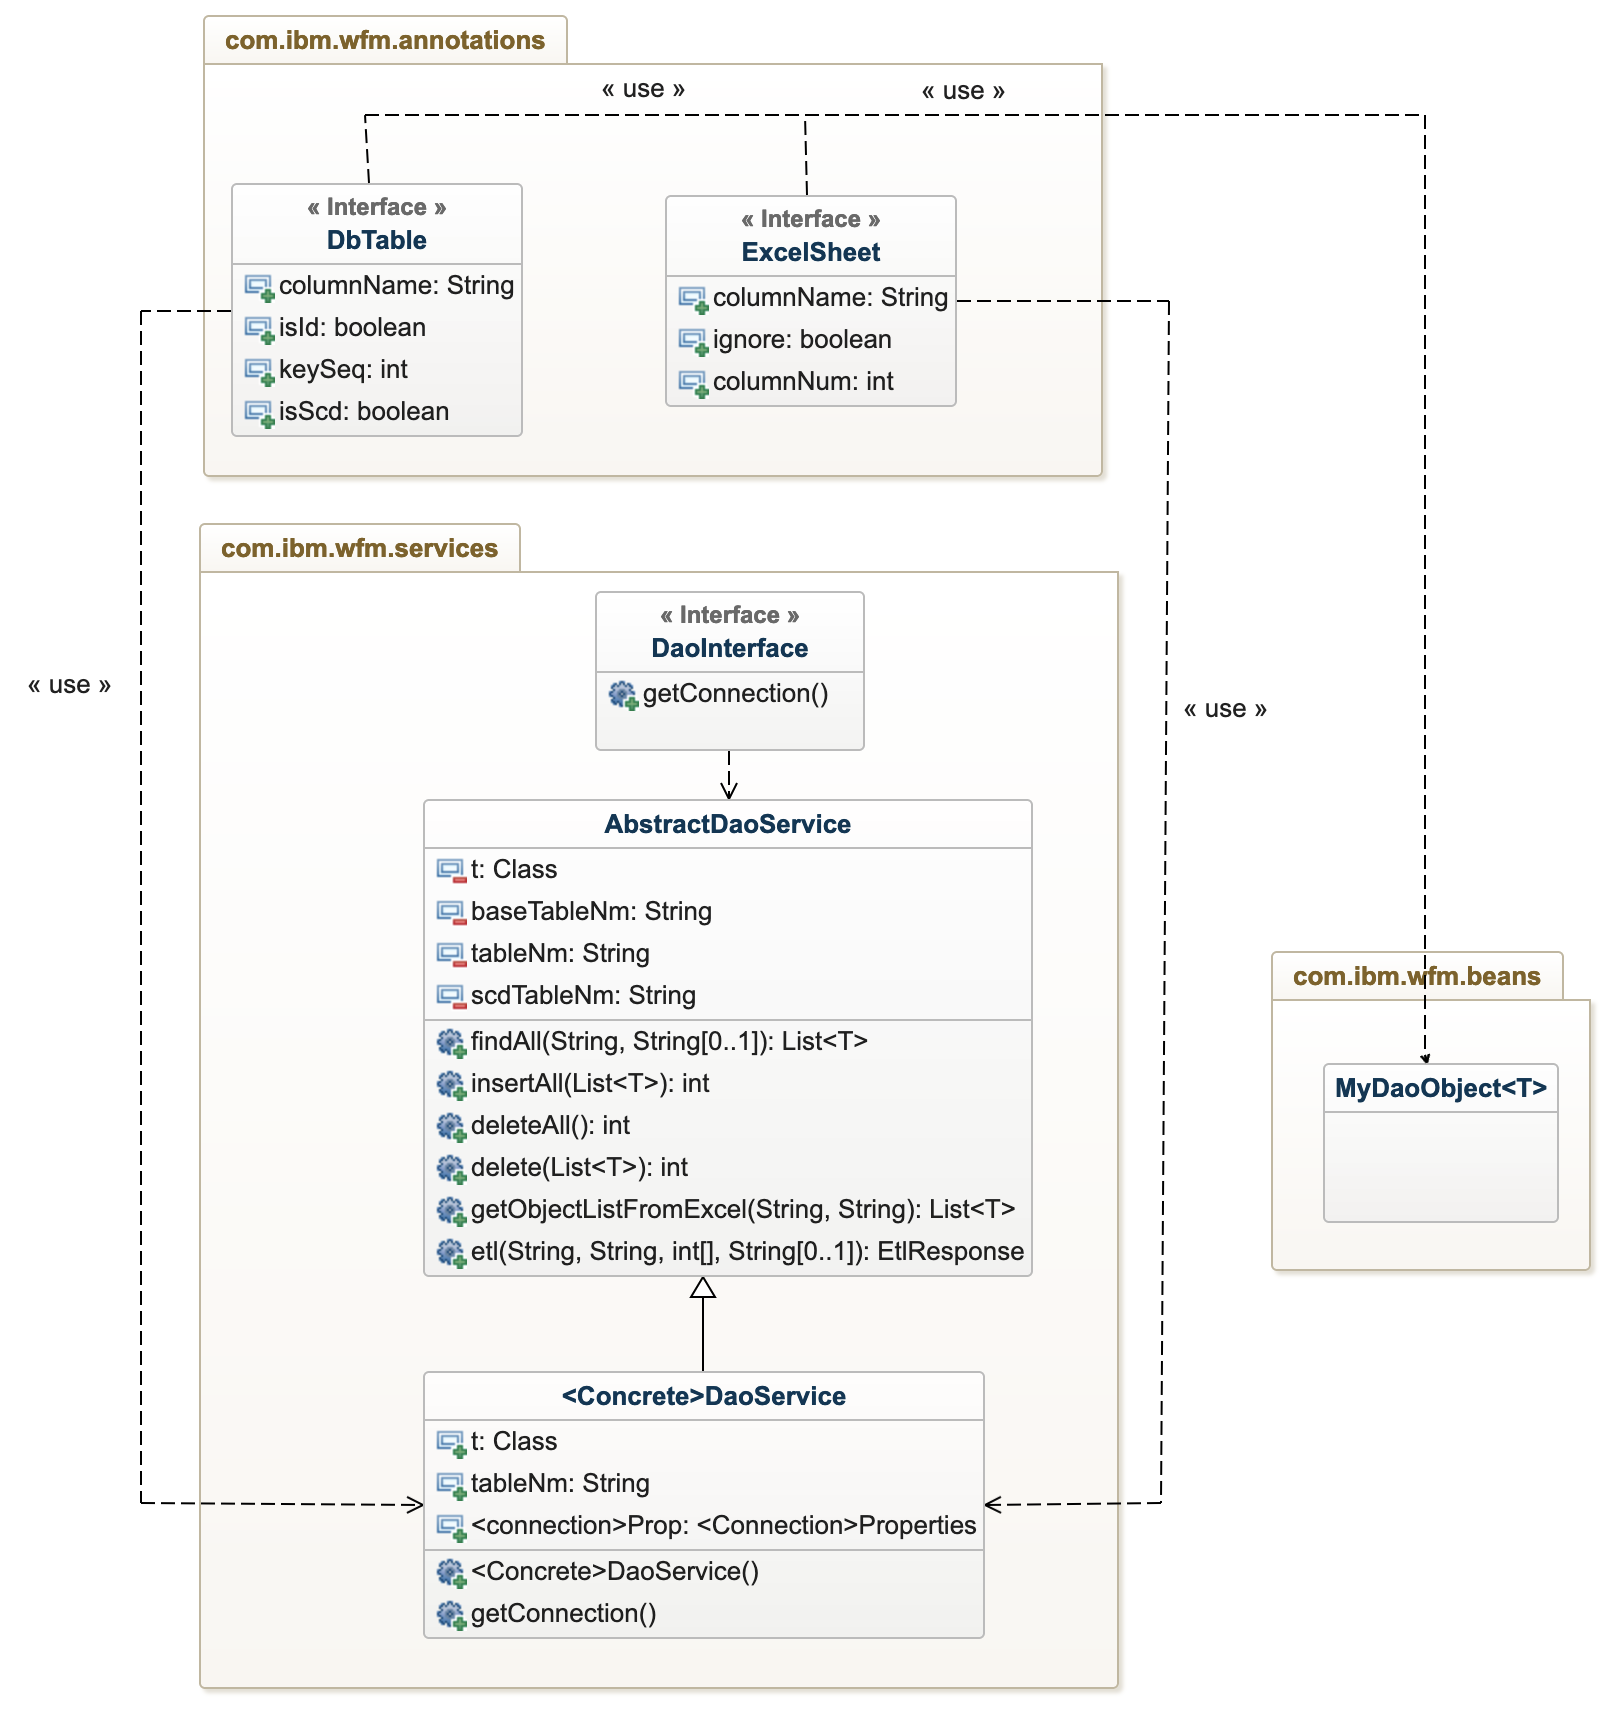 com.ibm.wfm.annotations
« use »
« use »
« Interface »
DbTable
columnName: String
isId: boolean
keySeq: int
isScd: boolean
« Interface »
ExcelSheet
columnName: String
ignore: boolean
columnNum: int
com.ibm.wfm.services
« use »
« use »
« Interface »
DaoInterface
getConnection()
AbstractDaoService
t: Class
baseTableNm: String
tableNm: String
scdTableNm: String
findAll(String, String[0..1]): List<T>
insertAll(List<T>): int
deleteAll(): int
delete(List<T>): int
getObjectListFromExcel(String, String): List<T>
etl(String, String, int[], String[0..1]): EtlResponse
com.ibm.wfm.beans
MyDaoObject<T>
<Concrete>DaoService
t: Class
tableNm: String
<connection>Prop: <Connection>Properties
<Concrete>DaoService()
getConnection()